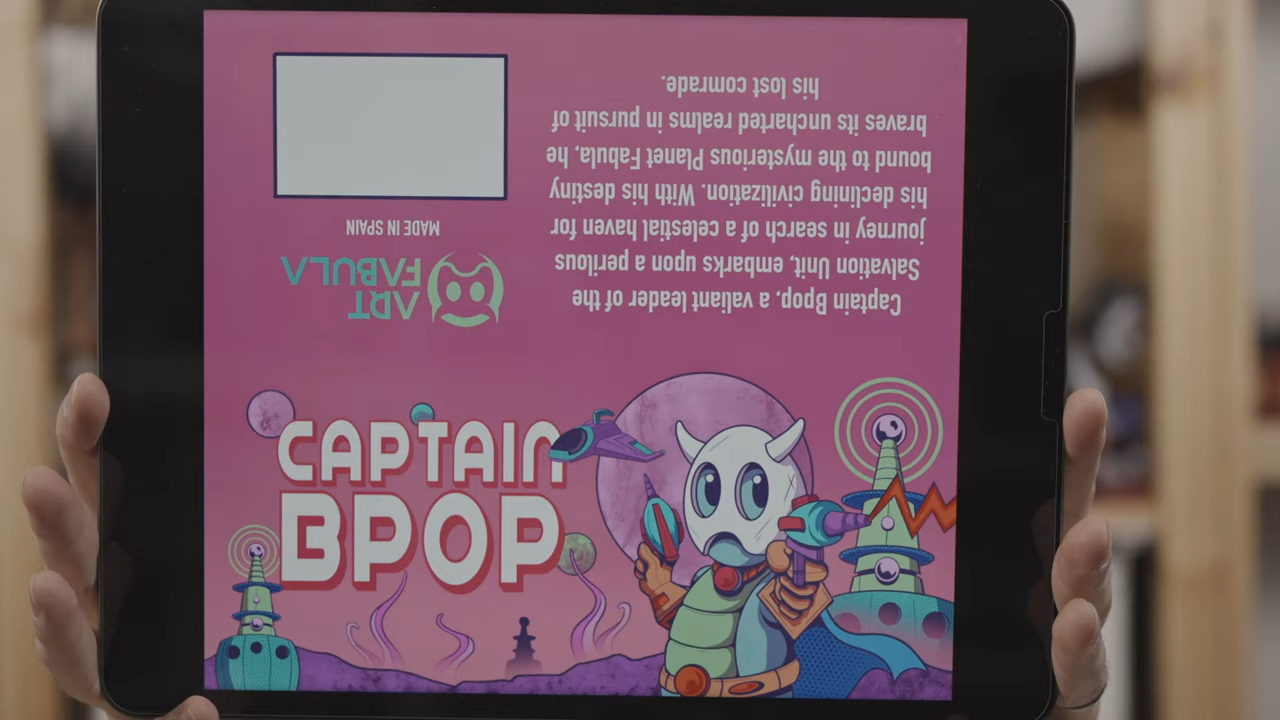 CAPTAIN
BPOP
Captain Bpop, a valiant leader of the
Salvation Unit, embarks upon a perilous
journey in search of a celestial haven for
his declining civilization. With his destiny
bound to the mysterious Planet Fabula, he
braves its uncharted realms in pursuit of
his lost comrade.
ART
FABULA
MADE IN SPAIN